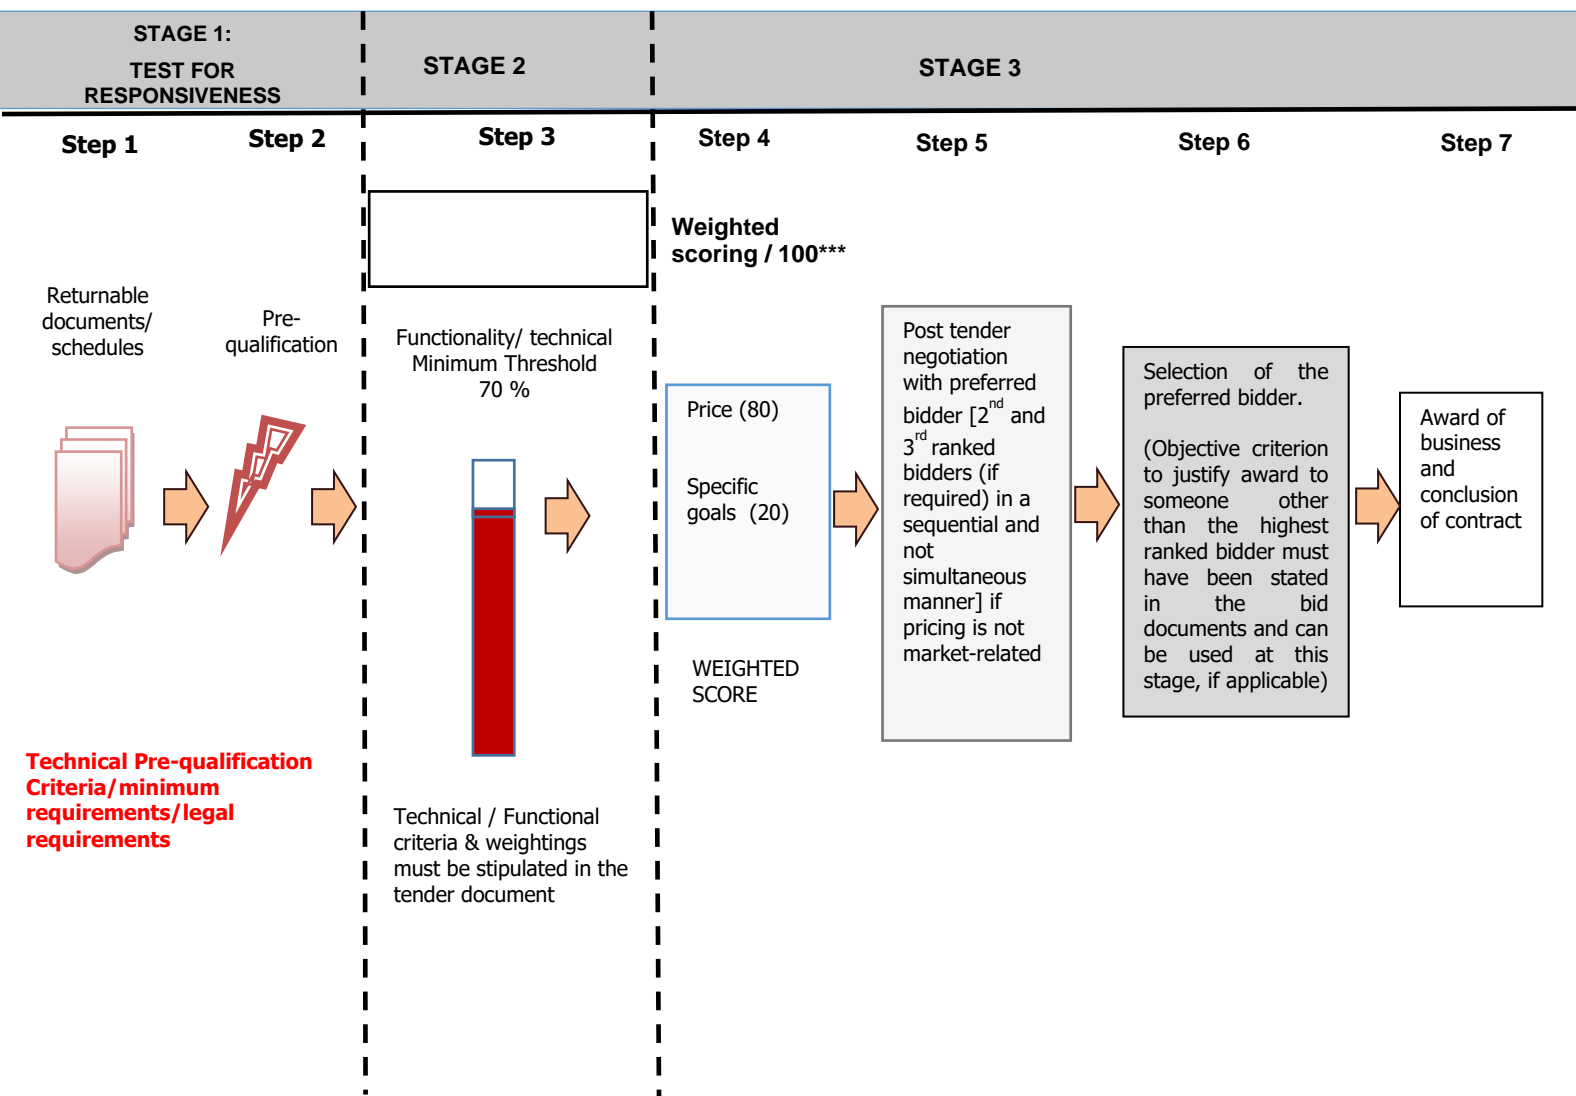 STAGE 1:
TEST FOR
RESPONSIVENESS
STAGE 2
STAGE 3
Step 1
Step 2
Step 3
Step 4
Step 5
Step 6
Step 7
Returnable
documents/
schedules
Pre-
qualification
Technical Pre-qualification
Criteria/minimum
requirements/legal
requirements
Functionality/ technical
Minimum Threshold
70 %
Technical / Functional
criteria & weightings
must be stipulated in the
tender document
Weighted
scoring / 100***
Price (80)
Specific
goals (20)
WEIGHTED
SCORE
Post tender
negotiation
with preferred
bidder [2nd and
3rd ranked
bidders (if
required) in a
sequential and
not
simultaneous
manner] if
pricing is not
market-related
Selection of the
preferred bidder.
(Objective criterion
to justify award to
someone other
than the highest
ranked bidder must
have been stated
in the bid
documents and can
be used at this
stage, if applicable)
Award of
business
and
conclusion
of contract